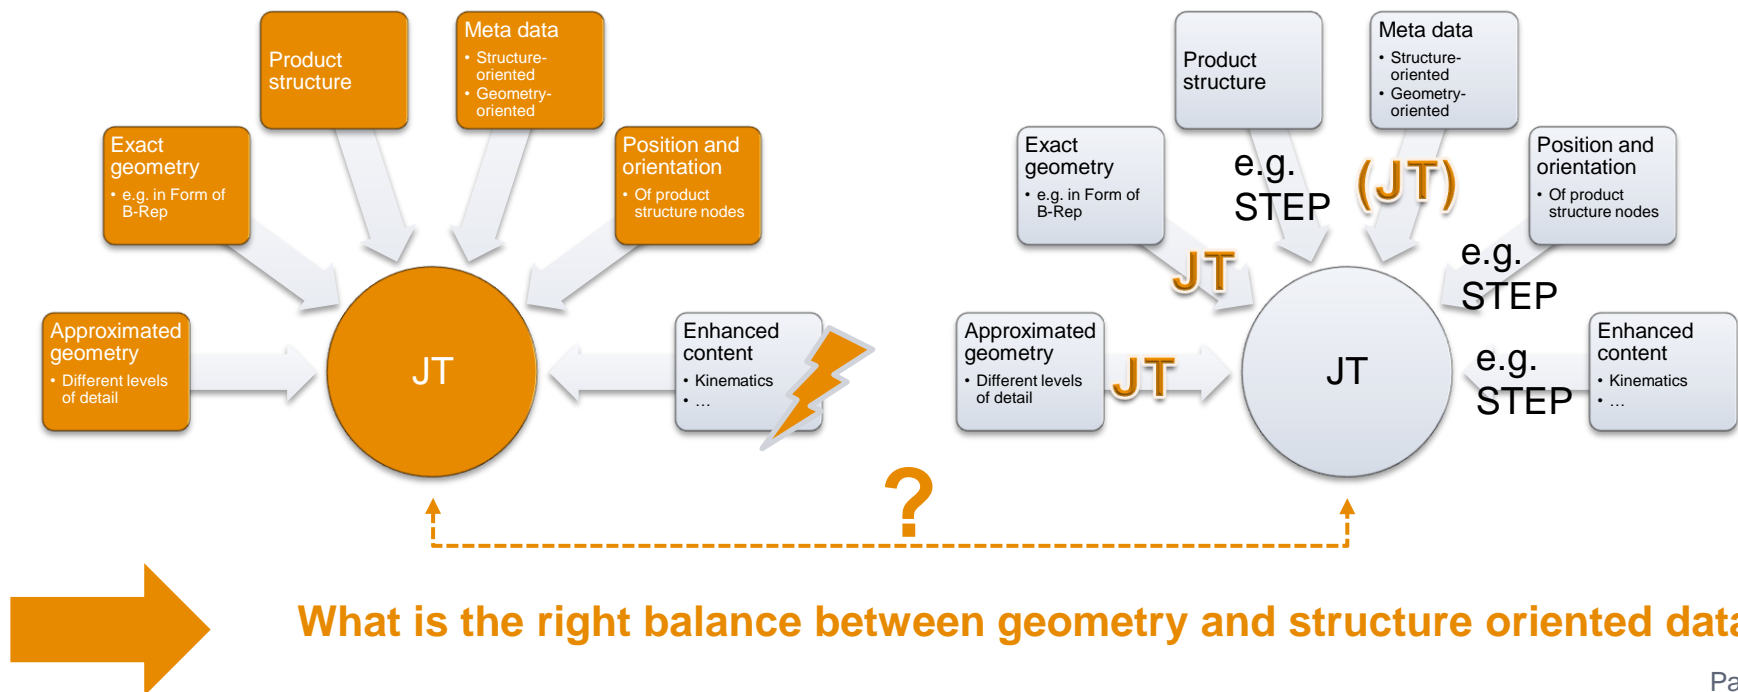 Product
structure
Meta data
• Structure-
oriented
• Geometry-
oriented
Exact
geometry
• e.g. in Form of
B-Rep
Position and
orientation
• Of product
structure nodes
Approximated
geometry
• Different levels
of detail
JT
Enhanced
content
• Kinematics
• ...
Product
structure
Meta data
• Structure-
oriented
• Geometry-
oriented
Exact
geometry
• e.g. in Form of
B-Rep
e.g.
STEP
(JT)
Position and
orientation
• Of product
structure nodes
JT
e.g.
STEP
Approximated
geometry
• Different levels
of detail
JT
JT
e.g.
STEP
Enhanced
content
• Kinematics
• ...
?
What is the right balance between geometry and structure oriented data
Pa